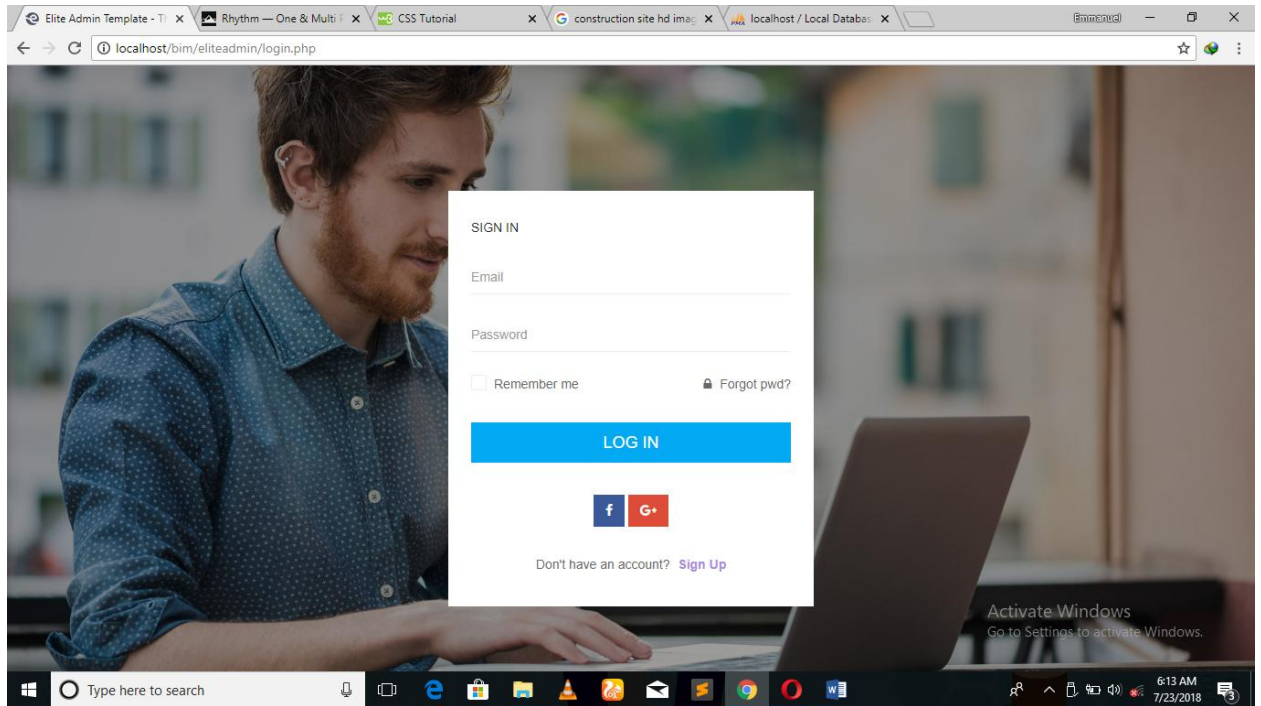 Elite Admin Template - Th
Rhythm — One & Multi P
CSS Tutorial
construction site hd imag
localhost / Local Databas
Emmanuel
localhost/bim/eliteadmin/login.php
SIGN IN
Email
Password
Remember me
Forgot pwd?
LOG IN
f
G+
Don't have an account? Sign Up
Activate Windows
Go to Settings to activate Windows.
Type here to search
6:13 AM
7/23/2018
3